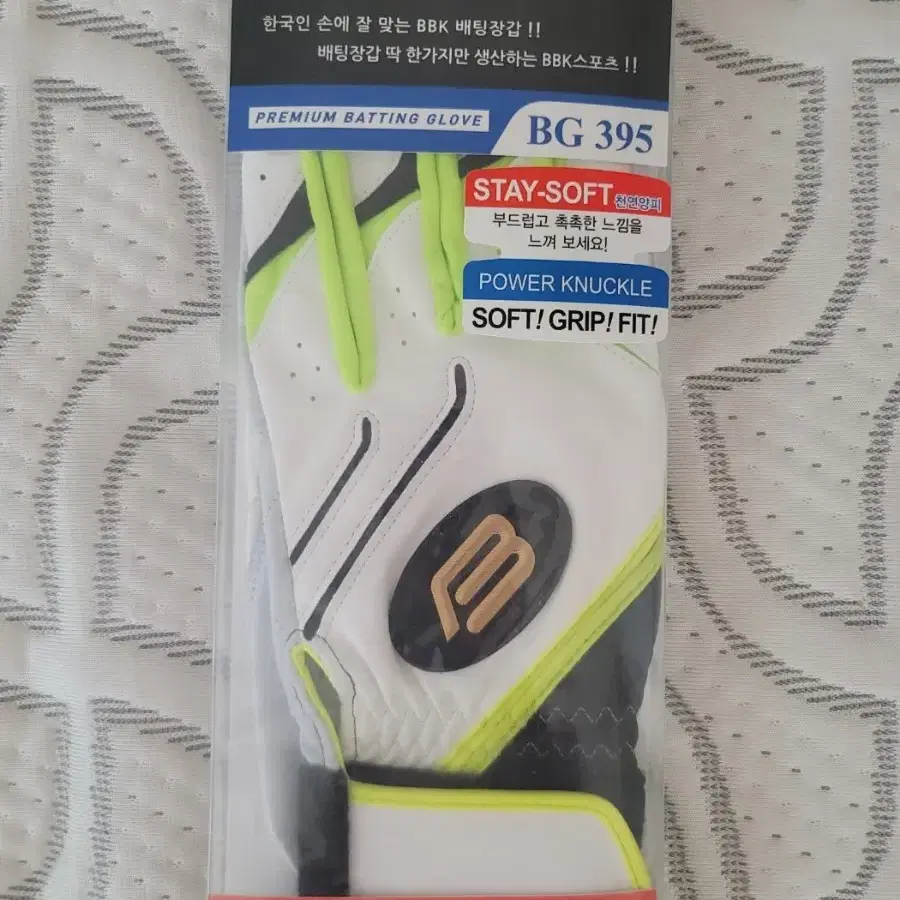 한국인 손에 잘 맞는 BBK 배팅장갑 !!
배팅장갑 딱 한가지만 생산하는 BBK스포츠 !!
PREMIUM BATTING GLOVE
BG 395
STAY-SOFT 천연양피
부드럽고 촉촉한 느낌을
느껴 보세요!
POWER KNUCKLE
SOFT! GRIP! FIT!